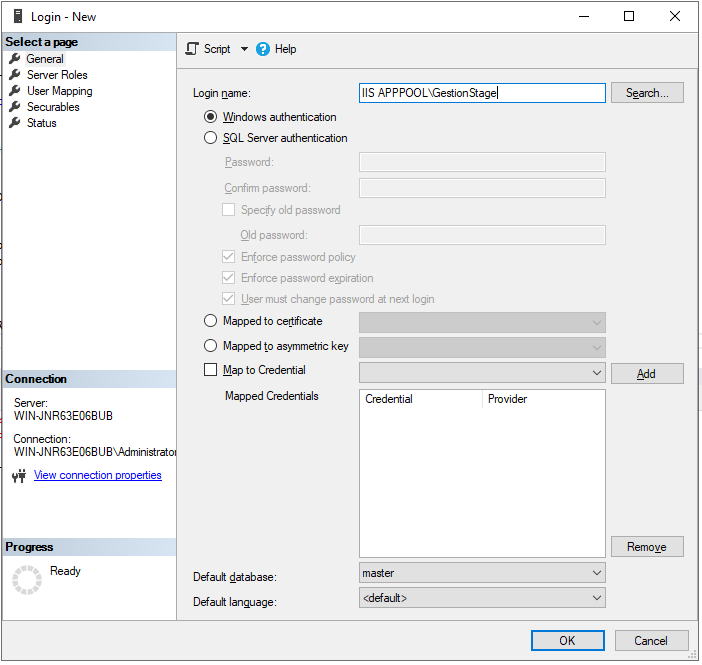 Login - New
Select a page
General
Server Roles
User Mapping
Securables
Status
Script
Help
Login name:
IIS APPPOOL\GestionStage
Search...
Windows authentication
SQL Server authentication
Password:
Confirm password:
Specify old password
Old password:
Enforce password policy
Enforce password expiration
User must change password at next login
Mapped to certificate
Mapped to asymmetric key
Map to Credential
Add
Mapped Credentials
Credential Provider
Remove
Default database:
master
Default language:
<default>
Connection
Server:
WIN-JNR63E06BUB
Connection:
WIN-JNR63E06BUB\Administrator
View connection properties
Progress
Ready
OK
Cancel